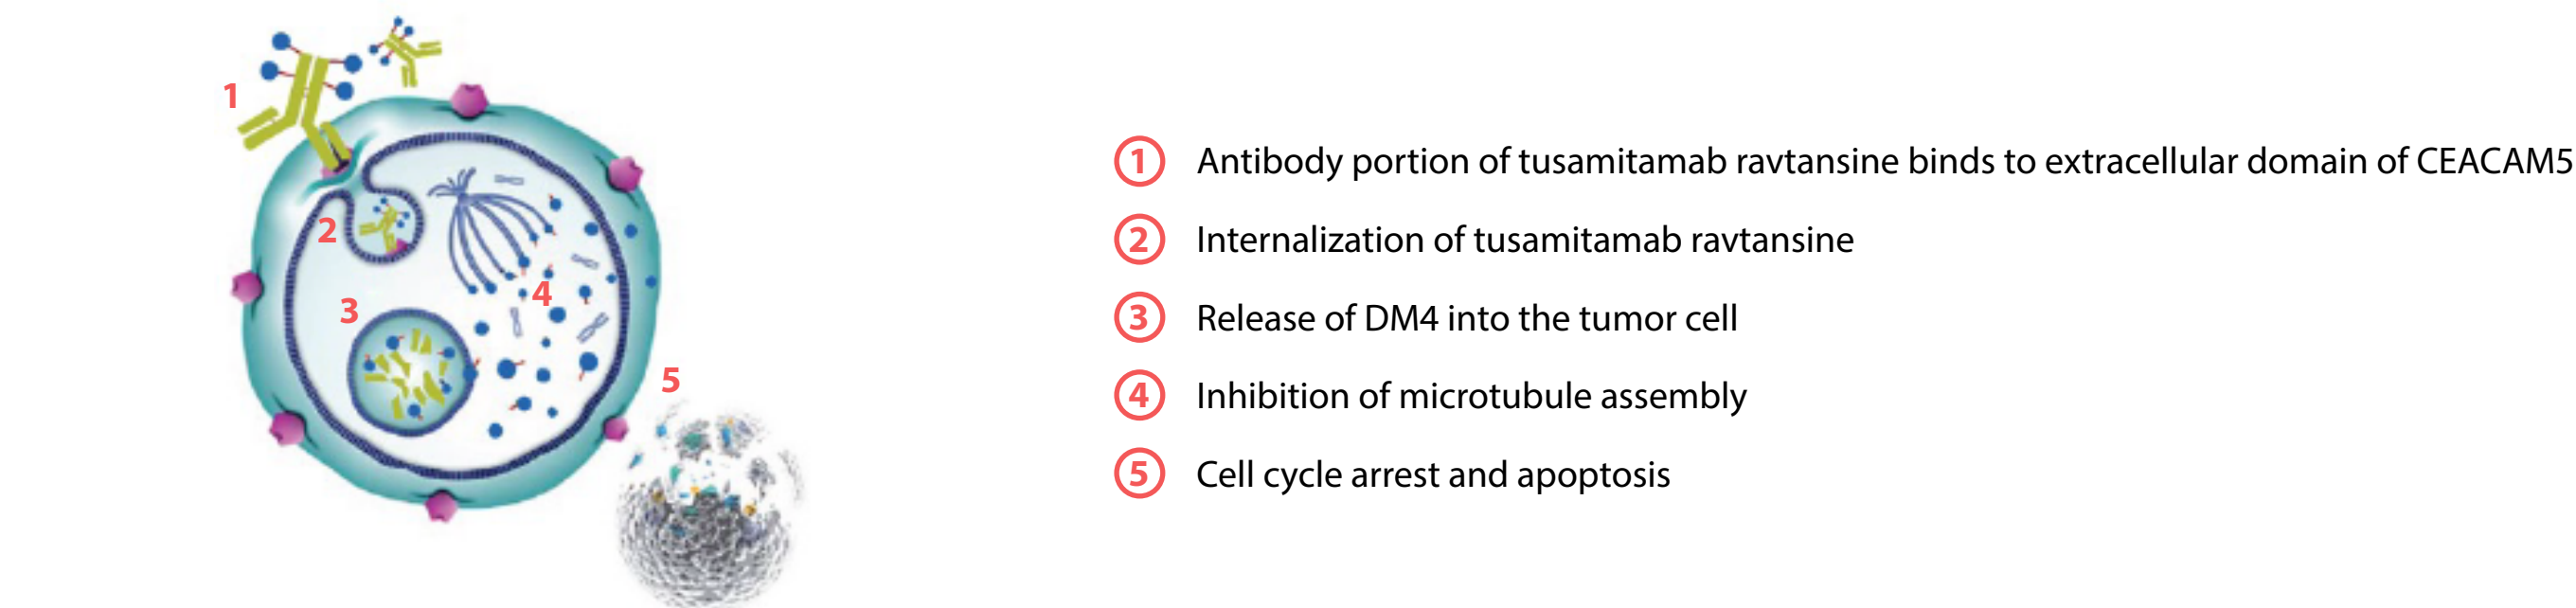 1
2
3
4
5
1 Antibody portion of tusamitamab ravtansine binds to extracellular domain of CEACAM5
2 Internalization of tusamitamab ravtansine
3 Release of DM4 into the tumor cell
4 Inhibition of microtubule assembly
5 Cell cycle arrest and apoptosis